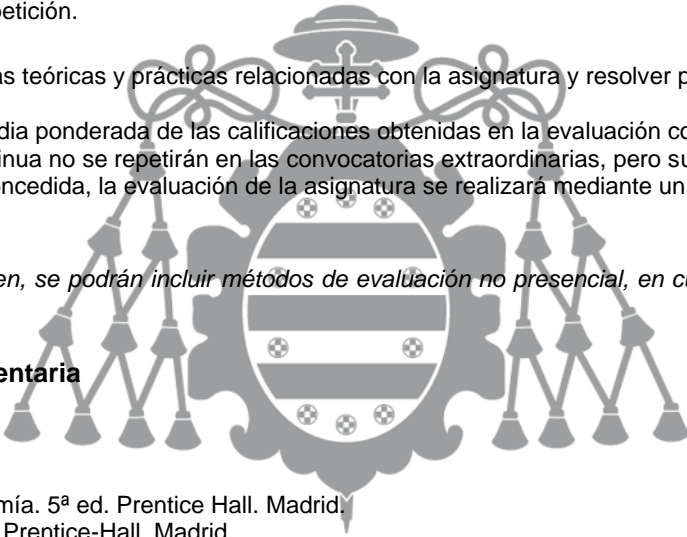 petición.
as teóricas y prácticas relacionadas con la asignatura y resolver p
dia ponderada de las calificaciones obtenidas en la evaluación co
tinua no se repetirán en las convocatorias extraordinarias, pero su
oncedida, la evaluación de la asignatura se realizará mediante un
en, se podrán incluir métodos de evaluación no presencial, en cu
entaria
mía. 5ª ed. Prentice Hall. Madrid.
Prentice-Hall. Madrid